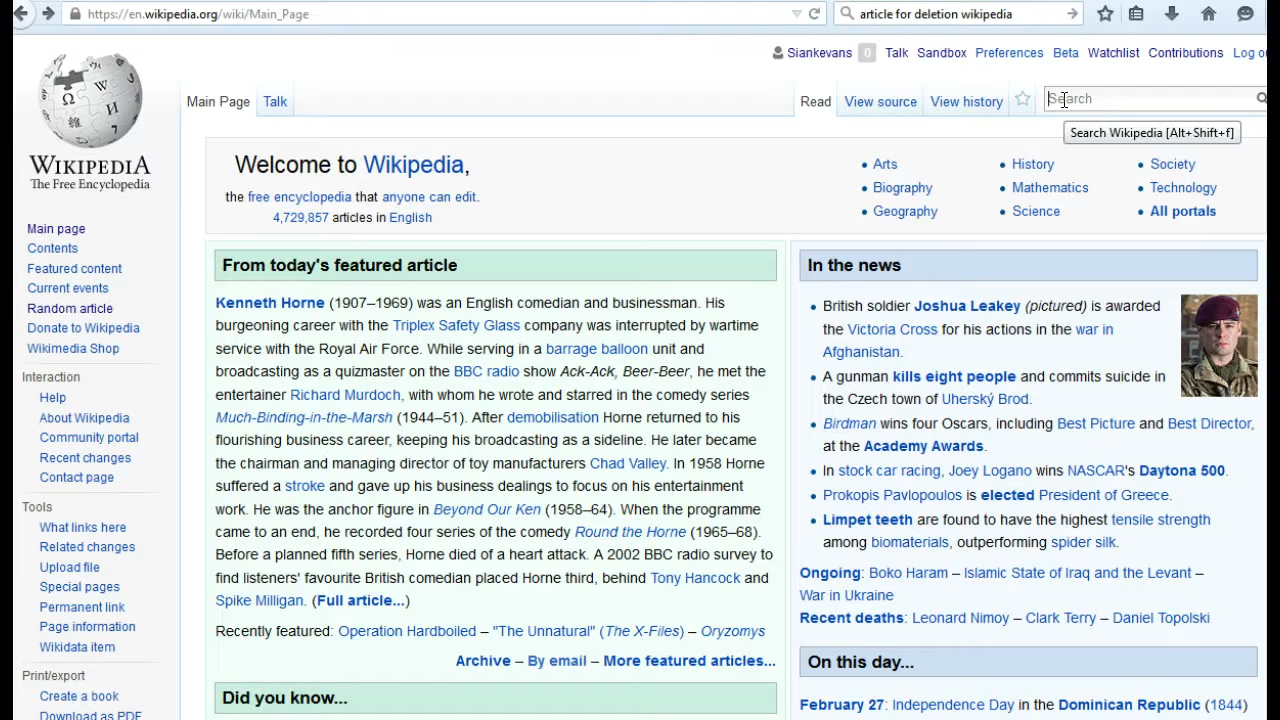 https://en.wikipedia.org/wiki/Main_Page
article for deletion wikipedia
Siankevans 0 Talk Sandbox Preferences Beta Watchlist Contributions Log
Main Page Talk Read View source View history Search
Search Wikipedia [Alt+Shift+f]
WIKIPEDIA
The Free Encyclopedia
Main page
Contents
Featured content
Current events
Random article
Donate to Wikipedia
Wikimedia Shop
Interaction
Help
About Wikipedia
Community portal
Recent changes
Contact page
Tools
What links here
Related changes
Upload file
Special pages
Permanent link
Page information
Wikidata item
Print/export
Create a book
Download as PDF
Welcome to Wikipedia,
the free encyclopedia that anyone can edit.
4,729,857 articles in English
Arts
Biography
Geography
History
Mathematics
Science
Society
Technology
All portals
From today's featured article
Kenneth Horne (1907–1969) was an English comedian and businessman. His
burgeoning career with the Triplex Safety Glass company was interrupted by wartime
service with the Royal Air Force. While serving in a barrage balloon unit and
broadcasting as a quizmaster on the BBC radio show Ack-Ack, Beer-Beer, he met the
entertainer Richard Murdoch, with whom he wrote and starred in the comedy series
Much-Binding-in-the-Marsh (1944–51). After demobilisation Horne returned to his
flourishing business career, keeping his broadcasting as a sideline. He later became
the chairman and managing director of toy manufacturers Chad Valley. In 1958 Horne
suffered a stroke and gave up his business dealings to focus on his entertainment
work. He was the anchor figure in Beyond Our Ken (1958–64). When the programme
came to an end, he recorded four series of the comedy Round the Horne (1965–68).
Before a planned fifth series, Horne died of a heart attack. A 2002 BBC radio survey to
find listeners' favourite British comedian placed Horne third, behind Tony Hancock and
Spike Milligan. (Full article...)
Recently featured: Operation Hardboiled – "The Unnatural" (The X-Files) – Oryzomys
Archive – By email – More featured articles...
Did you know...
In the news
British soldier Joshua Leakey (pictured) is awarded
the Victoria Cross for his actions in the war in
Afghanistan.
A gunman kills eight people and commits suicide in
the Czech town of Uherský Brod.
Birdman wins four Oscars, including Best Picture and Best Director,
at the Academy Awards.
In stock car racing, Joey Logano wins NASCAR's Daytona 500.
Prokopis Pavlopoulos is elected President of Greece.
Limpet teeth are found to have the highest tensile strength
among biomaterials, outperforming spider silk.
Ongoing: Boko Haram – Islamic State of Iraq and the Levant –
War in Ukraine
Recent deaths: Leonard Nimoy – Clark Terry – Daniel Topolski
On this day...
February 27: Independence Day in the Dominican Republic (1844)